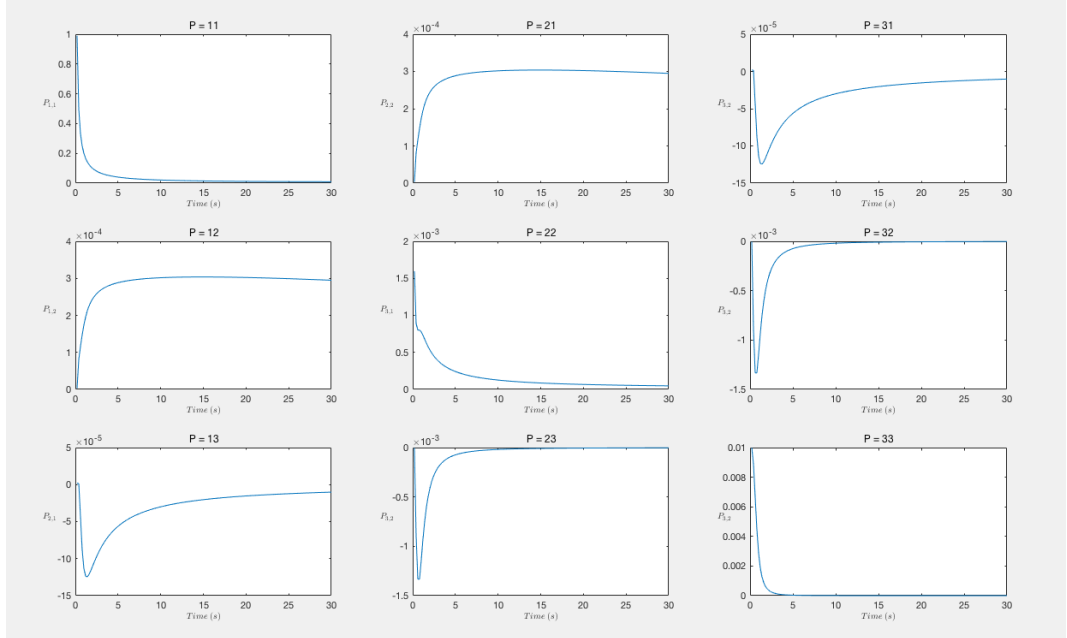 P = 11
1
0.8
0.6
0.4
0.2
0
P1,1
0 5 10 15 20 25 30
Time (s)
P = 21
×10-4
4
3
2
1
0
P2,2
0 5 10 15 20 25 30
Time (s)
P = 31
×10-5
5
0
-5
-10
-15
P3,2
0 5 10 15 20 25 30
Time (s)
P = 12
×10-4
4
3
2
1
0
P1,2
0 5 10 15 20 25 30
Time (s)
P = 22
×10-3
2
1.5
1
0.5
0
P3,1
0 5 10 15 20 25 30
Time (s)
P = 32
×10-3
0
-0.5
-1
-1.5
P3,2
0 5 10 15 20 25 30
Time (s)
P = 13
×10-5
5
0
-5
-10
-15
P2,1
0 5 10 15 20 25 30
Time (s)
P = 23
×10-3
0
-0.5
-1
-1.5
P3,2
0 5 10 15 20 25 30
Time (s)
P = 33
0.01
0.008
0.006
0.004
0.002
0
P3,2
0 5 10 15 20 25 30
Time (s)